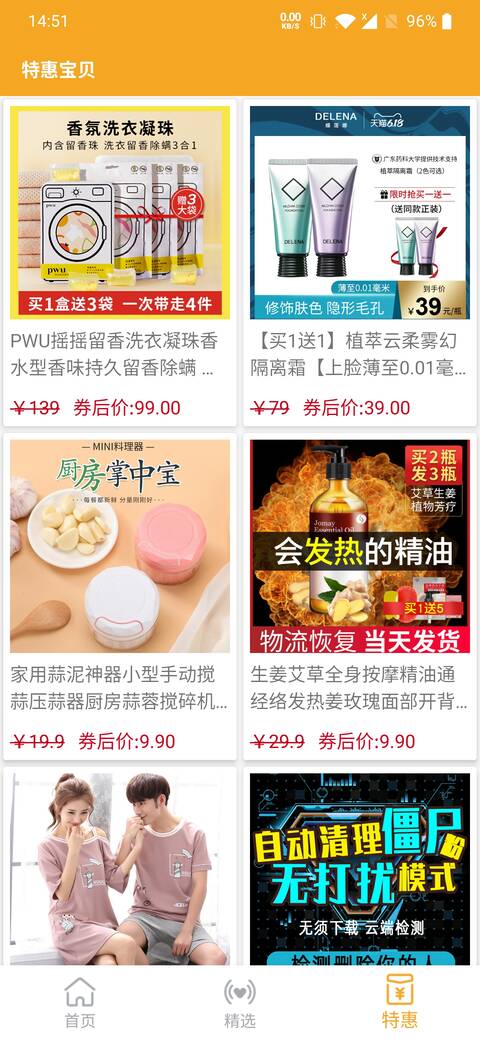 14:51
0.00
KB/S
96%
特惠宝贝
香氛洗衣凝珠
内含留香珠 洗衣留香除螨3合1
赠
3
大袋
pwu
买1盒送3袋 一次带走4件
PWU摇摇留香洗衣凝珠香
水型香味持久留香除螨 ...
￥139 券后价:99.00
DELENA
蝶莲娜
天猫618
广东药科大学提供技术支持
植萃隔离霜（2色可选）
限时抢买一送一
（送同款正装）
DELENA
DELENA
薄至0.01毫米
修饰肤色 隐形毛孔
到手价
￥39元/瓶
【买1送1】植萃云柔雾幻
隔离霜【上脸薄至0.01毫...
￥79 券后价:39.00
MINI料理器
厨房掌中宝
每餐都新鲜 分量刚刚好
家用蒜泥神器小型手动搅
蒜压蒜器厨房蒜蓉搅碎机...
￥19.9 券后价:9.90
买2瓶
发3瓶
艾草生姜
植物芳疗
Jomay
Essential Oil
会发热的精油
买1送5
物流恢复 当天发货
生姜艾草全身按摩精油通
经络发热姜玫瑰面部开背...
￥29.9 券后价:9.90
自动清理僵尸粉
无打扰模式
无须下载 云端检测
检测删除你的人
首页
精选
特惠